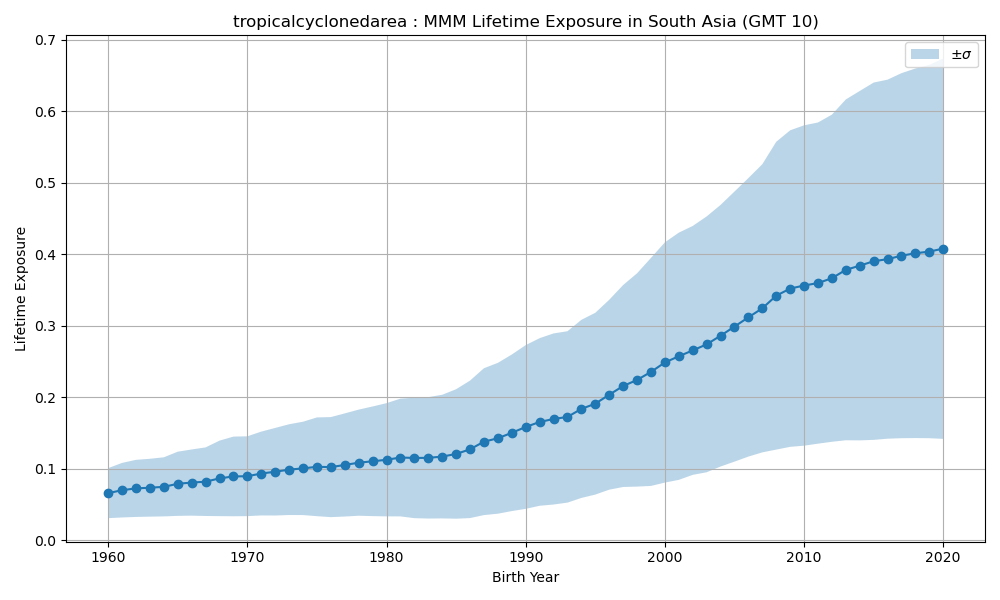 tropicalcyclonedarea : MMM Lifetime Exposure in South Asia (GMT 10)
±σ
Lifetime Exposure
0.7
0.6
0.5
0.4
0.3
0.2
0.1
0.0
1960 1970 1980 1990 2000 2010 2020
Birth Year